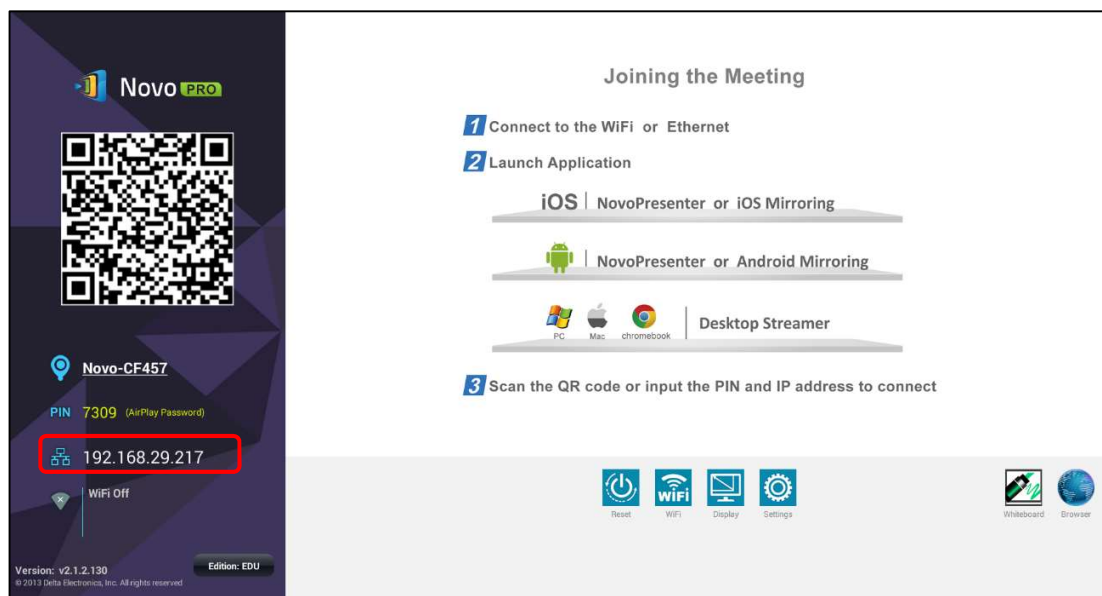 Novo PRO
Novo-CF457
PIN 7309 (AirPlay Password)
192.168.29.217
WiFi Off
Version: v2.1.2.130
Edition: EDU
© 2013 Delta Electronics, Inc. All rights reserved
Joining the Meeting
1 Connect to the WiFi or Ethernet
2 Launch Application
iOS NovoPresenter or iOS Mirroring
NovoPresenter or Android Mirroring
PC Mac chromebook Desktop Streamer
3 Scan the QR code or input the PIN and IP address to connect
WiFi
Reset WiFi Display Settings Whiteboard Browser